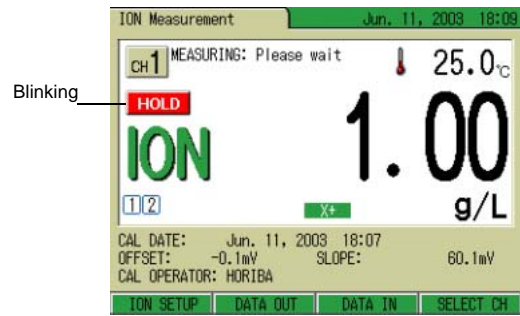 ION Measurement Jun. 11, 2003 18:09
CH1 MEASURING: Please wait 25.0℃
Blinking
HOLD
ION 1.00
1 2 X+ g/L
CAL DATE: Jun. 11, 2003 18:07
OFFSET: -0.1mV SLOPE: 60.1mV
CAL OPERATOR: HORIBA
ION SETUP DATA OUT DATA IN SELECT CH